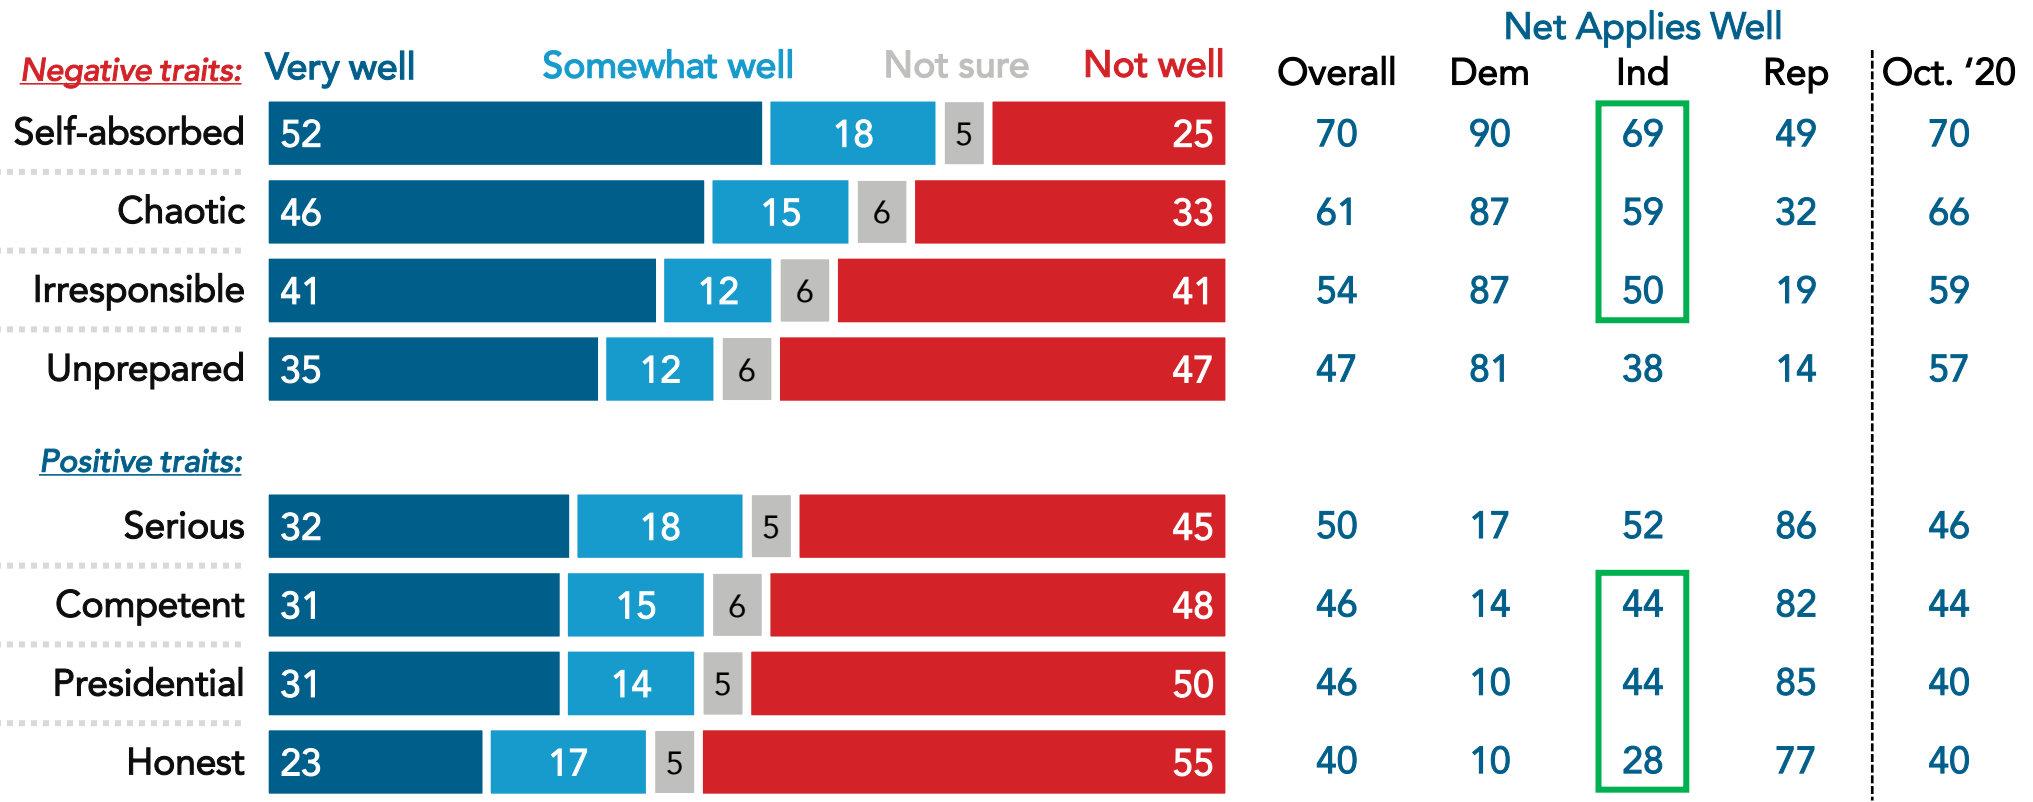 Net Applies Well
Negative traits: Very well Somewhat well Not sure Not well Overall Dem Ind Rep Oct. ‘20
Self-absorbed 52 18 5 25 70 90 69 49 70
Chaotic 46 15 6 33 61 87 59 32 66
Irresponsible 41 12 6 41 54 87 50 19 59
Unprepared 35 12 6 47 47 81 38 14 57
Positive traits:
Serious 32 18 5 45 50 17 52 86 46
Competent 31 15 6 48 46 14 44 82 44
Presidential 31 14 5 50 46 10 44 85 40
Honest 23 17 5 55 40 10 28 77 40